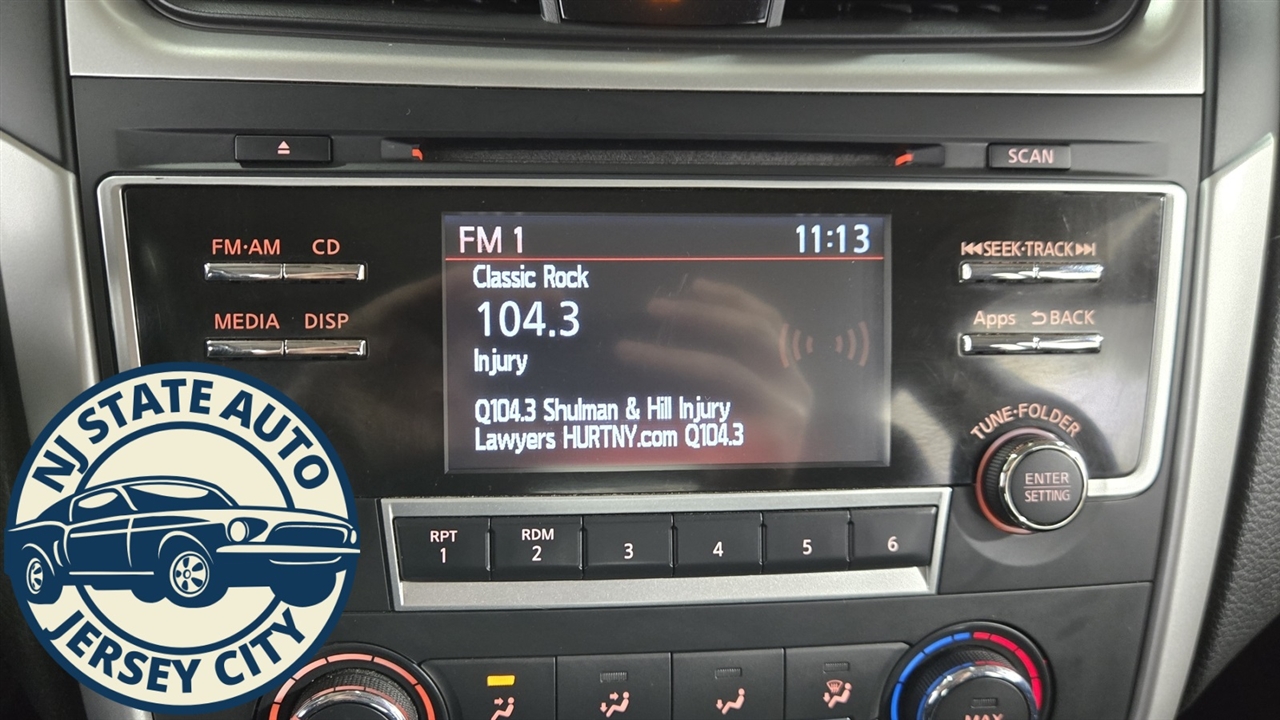 SCAN
FM·AM CD
MEDIA DISP
FM 1 11:13
Classic Rock
104.3
Injury
Q104.3 Shulman & Hill Injury
Lawyers HURTNY.com Q104.3
SEEK·TRACK
Apps BACK
TUNE·FOLDER
ENTER
SETTING
RPT RDM
1 2 3 4 5 6
MAX
NJ STATE AUTO
JERSEY CITY